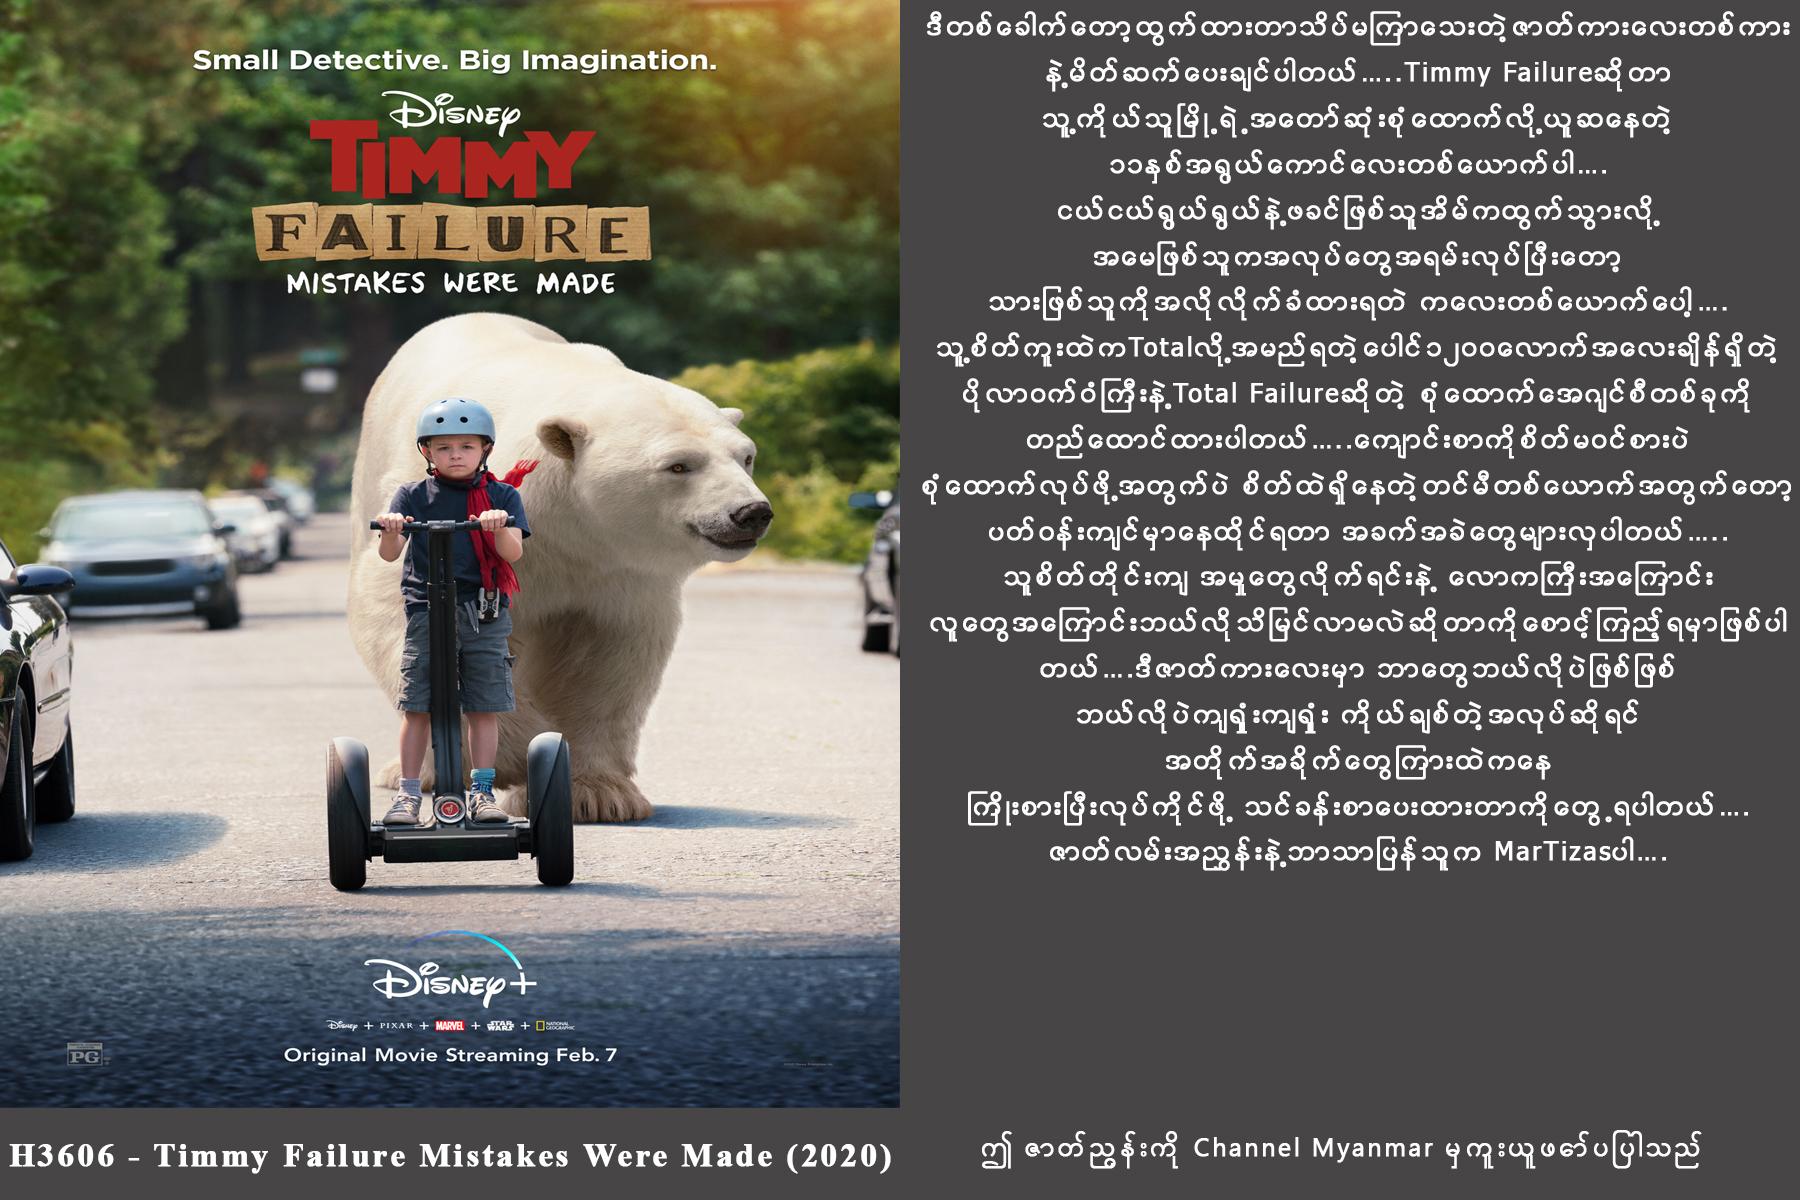 Small Detective. Big Imagination.
Disney
TIMMY
FAILURE
MISTAKES WERE MADE
Disney+
Disney + PIXAR + MARVEL + STAR WARS + NATIONAL GEOGRAPHIC
Original Movie Streaming Feb. 7
PG
H3606 - Timmy Failure Mistakes Were Made (2020)
ဒီတစ်ခေါက်တော့ထွက်ထားတာသိပ်မကြာသေးတဲ့ဇာတ်ကားလေးတစ်ကား
နဲ့မိတ်ဆက်ပေးချင်ပါတယ်.....Timmy Failureဆိုတာ
သူ့ကိုယ်သူမြို့ရဲ့အတော်ဆုံးစုံထောက်လို့ယူဆနေတဲ့
၁၁နှစ်အရွယ်ကောင်လေးတစ်ယောက်ပါ....
ငယ်ငယ်ရွယ်ရွယ်နဲ့ဖခင်ဖြစ်သူအိမ်ကထွက်သွားလို့
အမေဖြစ်သူကအလုပ်တွေအရမ်းလုပ်ပြီးတော့
သားဖြစ်သူကိုအလိုလိုက်ခံထားရတဲ ကလေးတစ်ယောက်ပေါ့....
သူ့စိတ်ကူးထဲကTotalလို့အမည်ရတဲ့ပေါင်၁၂၀၀လောက်အလေးချိန်ရှိတဲ့
ပိုလာဝက်ဝံကြီးနဲ့Total Failureဆိုတဲ့ စုံထောက်အေဂျင်စီတစ်ခုကို
တည်ထောင်ထားပါတယ်.....ကျောင်းစာကိုစိတ်မဝင်စားပဲ
စုံထောက်လုပ်ဖို့အတွက်ပဲ စိတ်ထဲရှိနေတဲ့တင်မီတစ်ယောက်အတွက်တော့
ပတ်ဝန်းကျင်မှာနေထိုင်ရတာ အခက်အခဲတွေများလှပါတယ်.....
သူစိတ်တိုင်းကျ အမှုတွေလိုက်ရင်းနဲ့ လောကကြီးအကြောင်း
လူတွေအကြောင်းဘယ်လိုသိမြင်လာမလဲဆိုတာကိုစောင့်ကြည့်ရမှာဖြစ်ပါ
တယ်....ဒီဇာတ်ကားလေးမှာ ဘာတွေဘယ်လိုပဲဖြစ်ဖြစ်
ဘယ်လိုပဲကျရှုံးကျရှုံး ကိုယ်ချစ်တဲ့အလုပ်ဆိုရင်
အတိုက်အခိုက်တွေကြားထဲကနေ
ကြိုးစားပြီးလုပ်ကိုင်ဖို့ သင်ခန်းစာပေးထားတာကိုတွေ့ရပါတယ်....
ဇာတ်လမ်းအညွှန်းနဲ့ဘာသာပြန်သူက MarTizasပါ....
ဤ ဇာတ်ညွှန်းကို Channel Myanmar မှကူးယူဖော်ပပြါသည်